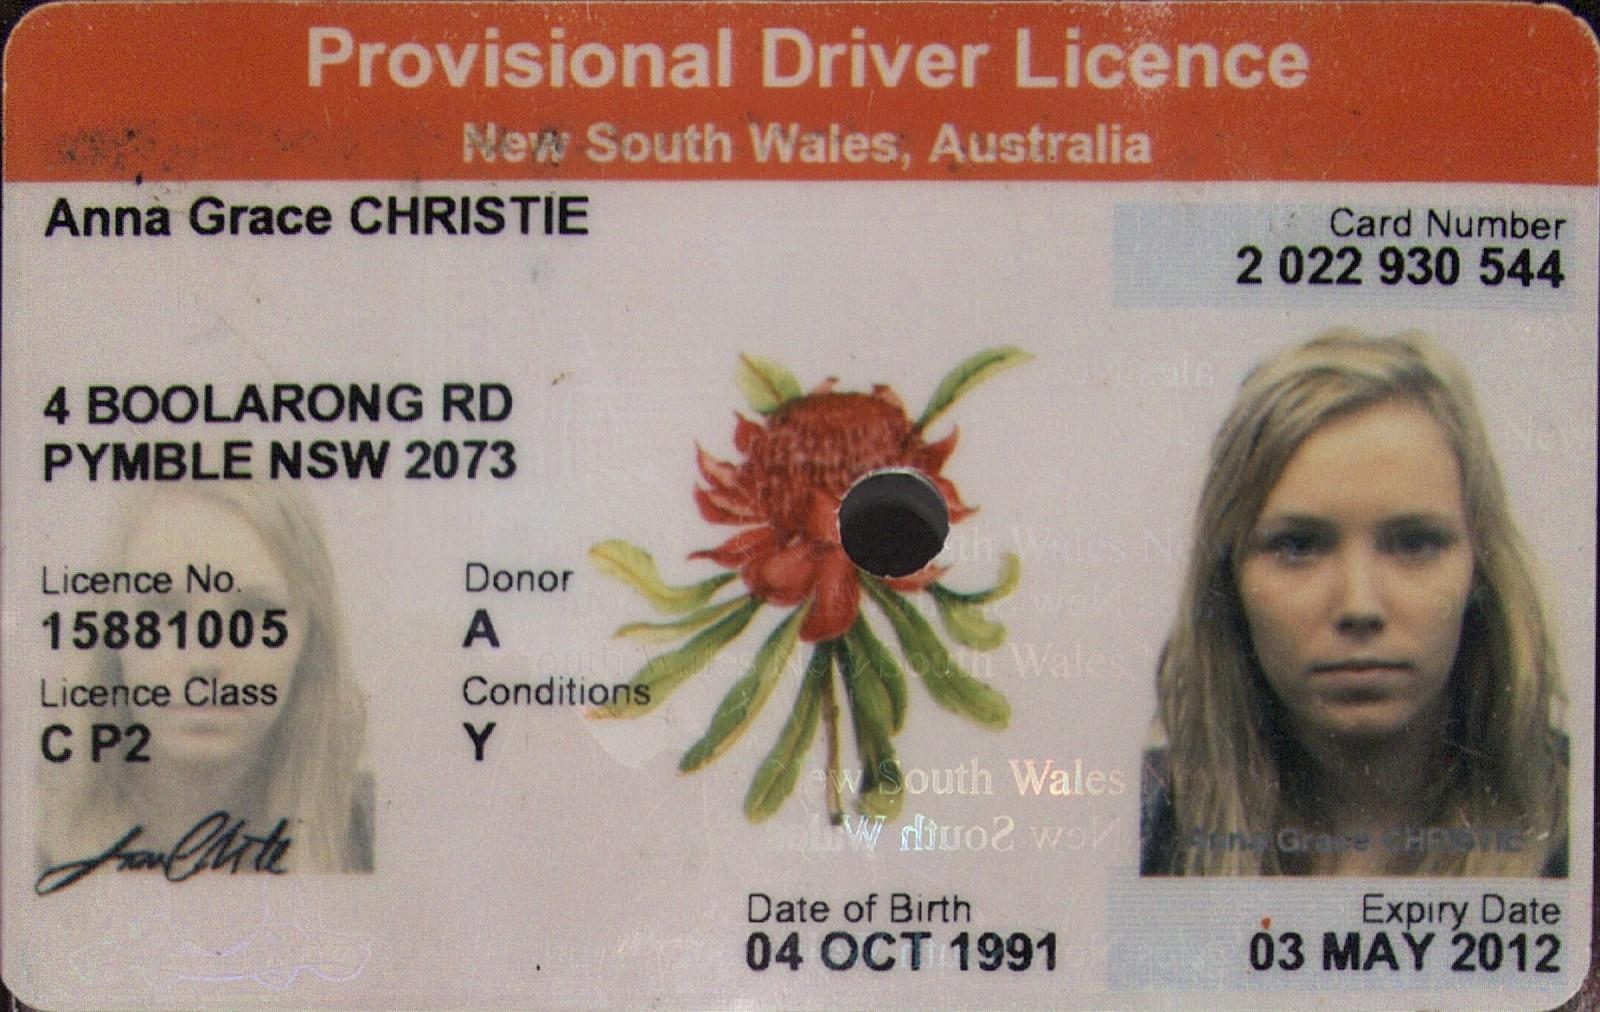 Provisional Driver Licence
New South Wales, Australia
Anna Grace CHRISTIE
Card Number
2 022 930 544
4 BOOLARONG RD
PYMBLE NSW 2073
Licence No.
15881005
Donor
A
Licence Class
C P2
Conditions
Y
New South Wales
New South Wales
Anna Grace CHRISTIE
Date of Birth
04 OCT 1991
Expiry Date
03 MAY 2012